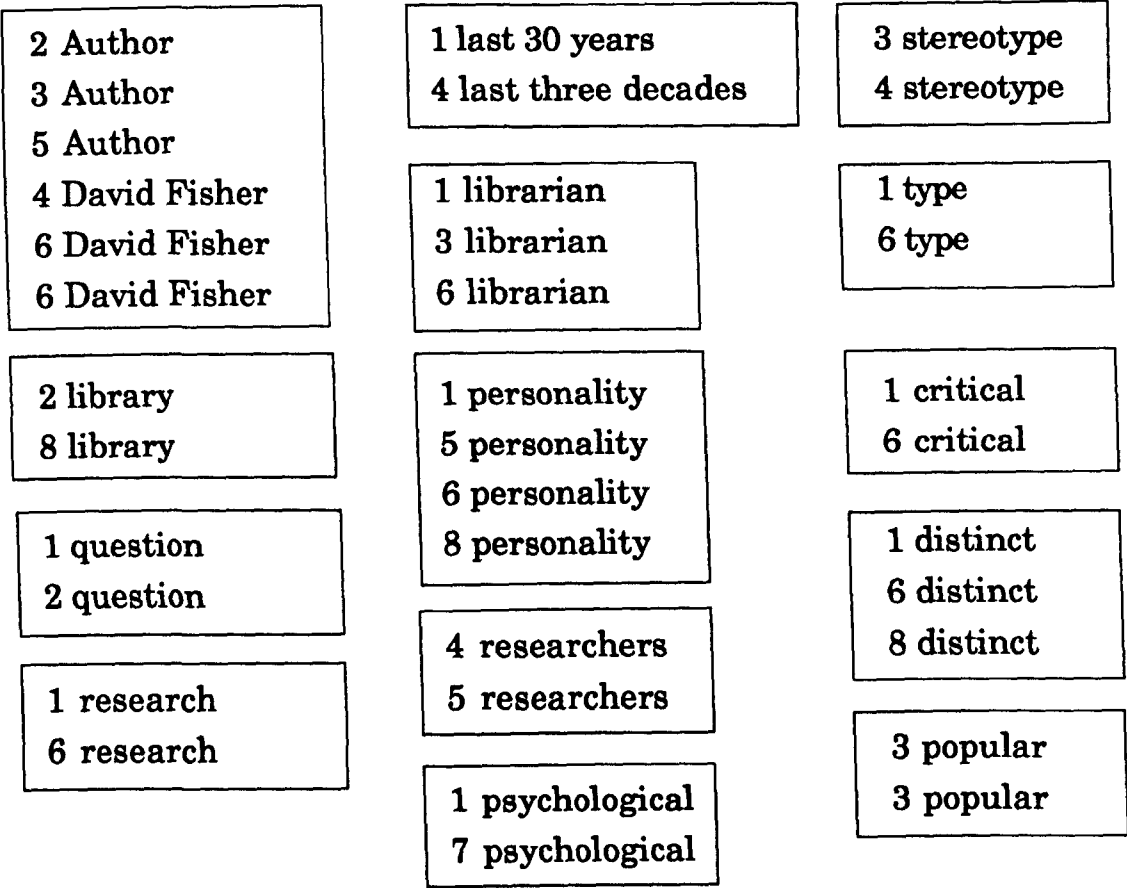 2 Author
3 Author
5 Author
4 David Fisher
6 David Fisher
6 David Fisher
2 library
8 library
1 question
2 question
1 research
6 research
1 last 30 years
4 last three decades
1 librarian
3 librarian
6 librarian
1 personality
5 personality
6 personality
8 personality
4 researchers
5 researchers
1 psychological
7 psychological
3 stereotype
4 stereotype
1 type
6 type
1 critical
6 critical
1 distinct
6 distinct
8 distinct
3 popular
3 popular